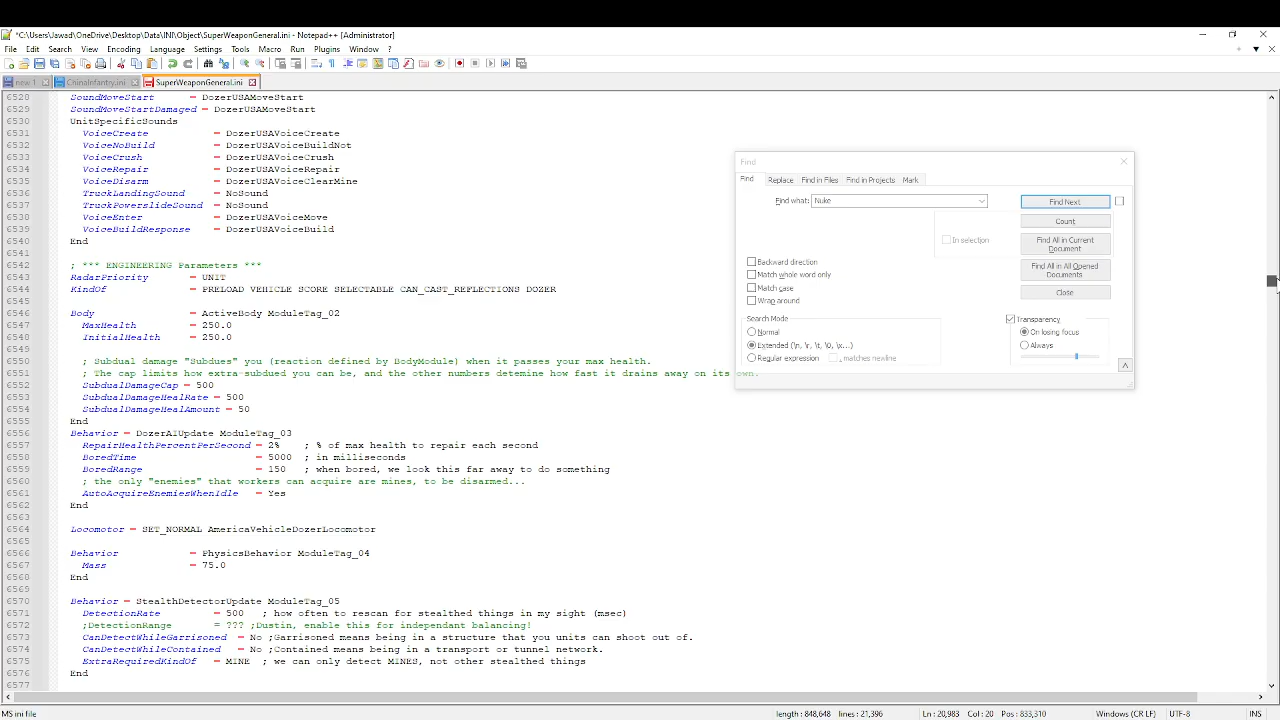 *C:\Users\Jawad\OneDrive\Desktop\Data\INI\Object\SuperWeaponGeneral.ini - Notepad++ [Administrator]
File Edit Search View Encoding Language Settings Tools Macro Run Plugins Window ?
new 1 ChinaInfantry.ini SuperWeaponGeneral.ini
6528 SoundMoveStart = DozerUSAMoveStart
6529 SoundMoveStartDamaged = DozerUSAMoveStart
6530 UnitSpecificSounds
6531 VoiceCreate = DozerUSAVoiceCreate
6532 VoiceNoBuild = DozerUSAVoiceBuildNot
6533 VoiceCrush = DozerUSAVoiceCrush
6534 VoiceRepair = DozerUSAVoiceRepair
6535 VoiceDisarm = DozerUSAVoiceClearMine
6536 TruckLandingSound = NoSound
6537 TruckPowerslideSound = NoSound
6538 VoiceEnter = DozerUSAVoiceMove
6539 VoiceBuildResponse = DozerUSAVoiceBuild
6540 End
6541
6542 ; *** ENGINEERING Parameters ***
6543 RadarPriority = UNIT
6544 KindOf = PRELOAD VEHICLE SCORE SELECTABLE CAN_CAST_REFLECTIONS DOZER
6545
6546 Body = ActiveBody ModuleTag_02
6547 MaxHealth = 250.0
6548 InitialHealth = 250.0
6549
6550 ; Subdual damage "Subdues" you (reaction defined by BodyModule) when it passes your max health.
6551 ; The cap limits how extra-subdued you can be, and the other numbers detemine how fast it drains away on its own.
6552 SubdualDamageCap = 500
6553 SubdualDamageHealRate = 500
6554 SubdualDamageHealAmount = 50
6555 End
6556 Behavior = DozerAIUpdate ModuleTag_03
6557 RepairHealthPercentPerSecond = 2% ; % of max health to repair each second
6558 BoredTime = 5000 ; in milliseconds
6559 BoredRange = 150 ; when bored, we look this far away to do something
6560 ; the only "enemies" that workers can acquire are mines, to be disarmed...
6561 AutoAcquireEnemiesWhenIdle = Yes
6562 End
6563
6564 Locomotor = SET_NORMAL AmericaVehicleDozerLocomotor
6565
6566 Behavior = PhysicsBehavior ModuleTag_04
6567 Mass = 75.0
6568 End
6569
6570 Behavior = StealthDetectorUpdate ModuleTag_05
6571 DetectionRate = 500 ; how often to rescan for stealthed things in my sight (msec)
6572 ;DetectionRange = ??? ;Dustin, enable this for independant balancing!
6573 CanDetectWhileGarrisoned = No ;Garrisoned means being in a structure that you units can shoot out of.
6574 CanDetectWhileContained = No ;Contained means being in a transport or tunnel network.
6575 ExtraRequiredKindOf = MINE ; we can only detect MINES, not other stealthed things
6576 End
6577
Find
Find Replace Find in Files Find in Projects Mark
Find what: Nuke
Find Next
Count
In selection
Find All in Current Document
Find All in All Opened Documents
Close
Backward direction
Match whole word only
Match case
Wrap around
Search Mode
Normal
Extended (\n, \r, \t, \0, \x...)
Regular expression . matches newline
Transparency
On losing focus
Always
MS ini file length : 848,648 lines : 21,396 Ln : 20,983 Col : 20 Pos : 833,310 Windows (CR LF) UTF-8 INS